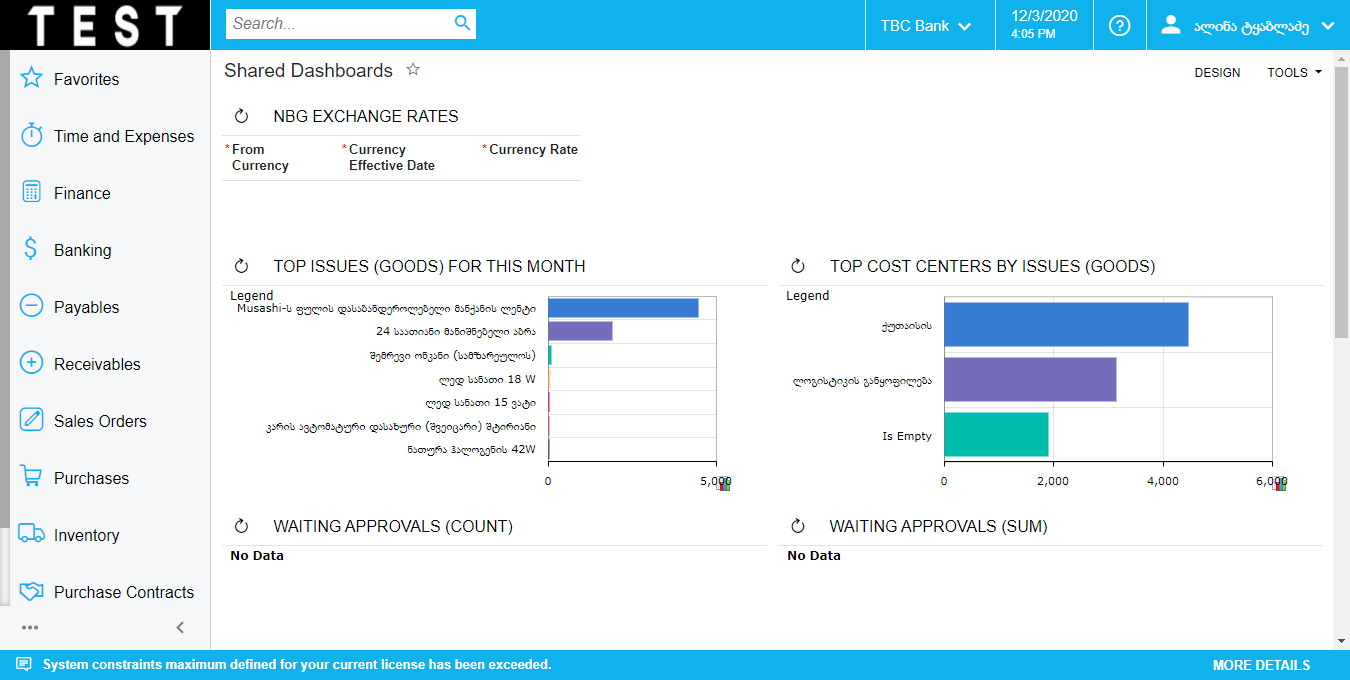 TEST
Search...
TBC Bank
12/3/2020
4:05 PM
ალინა ტყაბლაძე
Favorites
Time and Expenses
Finance
Banking
Payables
Receivables
Sales Orders
Purchases
Inventory
Purchase Contracts
Shared Dashboards
DESIGN
TOOLS
NBG EXCHANGE RATES
* From Currency
* Currency Effective Date
* Currency Rate
TOP ISSUES (GOODS) FOR THIS MONTH
Legend
Musashi-ს ფულის დასაბანდეროლებელი მანქანის ლენტი
24 საათიანი მანიშნებელი აბრა
შემრევი ონკანი (სამზარეულოს)
ლედ სანათი 18 W
ლედ სანათი 15 ვატი
კარის ავტომატური დასახური (შვეიცარი) შტირიანი
ნათურა ჰალოგენის 42W
0
5,000
TOP COST CENTERS BY ISSUES (GOODS)
Legend
ქუთაისის
ლოგისტიკის განყოფილება
Is Empty
0
2,000
4,000
6,000
WAITING APPROVALS (COUNT)
No Data
WAITING APPROVALS (SUM)
No Data
System constraints maximum defined for your current license has been exceeded.
MORE DETAILS